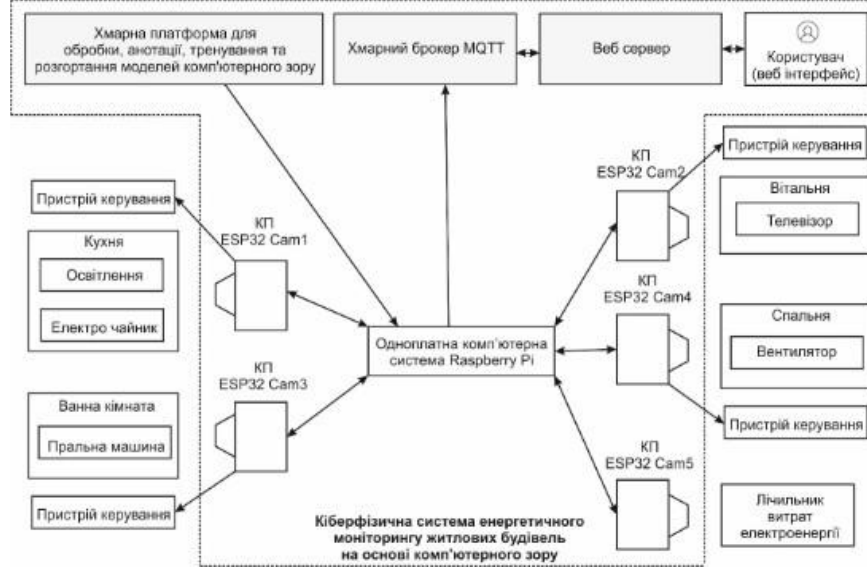 Хмарна платформа для
обробки, анотації, тренування та
розгортання моделей комп'ютерного зору
Хмарний брокер MQTT
Веб сервер
Користувач
(веб інтерфейс)
Пристрій керування
КП
ESP32 Cam1
Кухня
Освітлення
Електро чайник
КП
ESP32 Cam2
Пристрій керування
Вітальня
Телевізор
КП
ESP32 Cam4
Спальня
Вентилятор
Пристрій керування
Одноплатна комп'ютерна
система Raspberry Pi
КП
ESP32 Cam3
Ванна кімната
Пральна машина
Пристрій керування
КП
ESP32 Cam5
Лічильник
витрат
електроенергії
Кіберфізична система енергетичного
моніторингу житлових будівель
на основі комп'ютерного зору